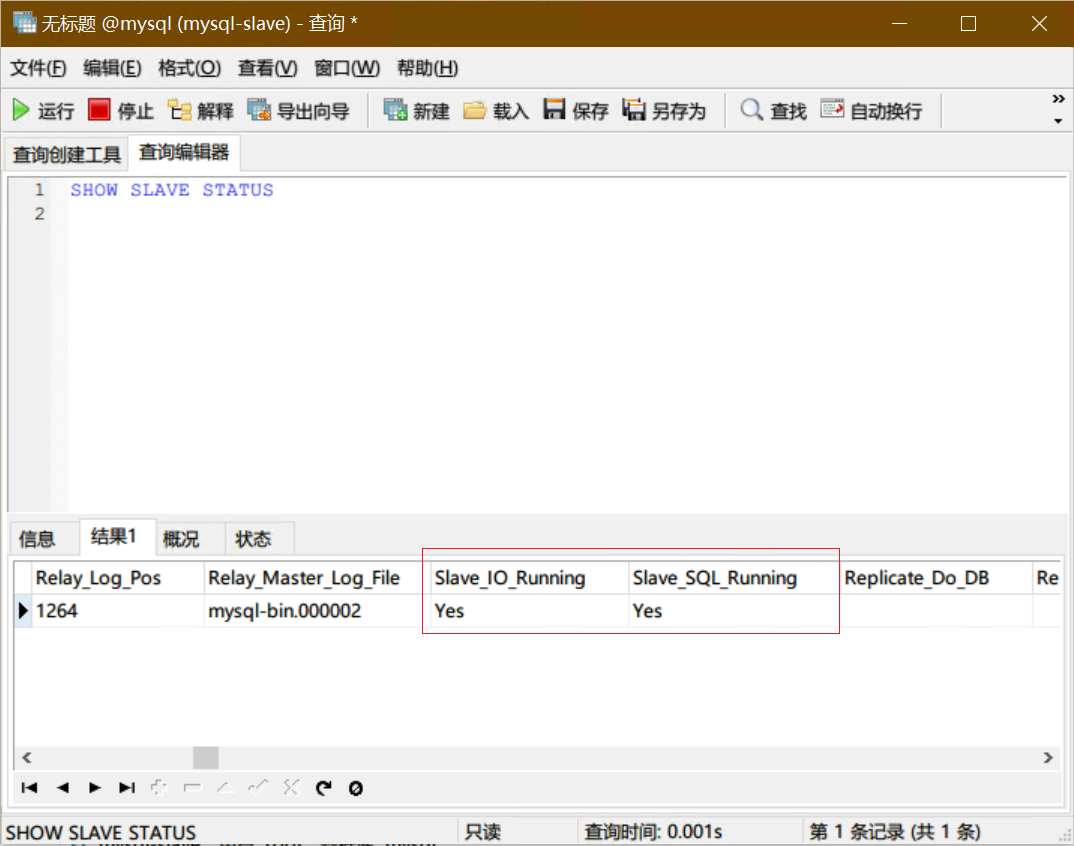 无标题 @mysql (mysql-slave) - 查询 *
文件(F) 编辑(E) 格式(O) 查看(V) 窗口(W) 帮助(H)
运行 停止 解释 导出向导 新建 载入 保存 另存为 查找 自动换行
查询创建工具 查询编辑器
1 SHOW SLAVE STATUS
2
信息 结果1 概况 状态
Relay_Log_Pos Relay_Master_Log_File Slave_IO_Running Slave_SQL_Running Replicate_Do_DB Re
1264 mysql-bin.000002 Yes Yes
SHOW SLAVE STATUS 只读 查询时间: 0.001s 第 1 条记录 (共 1 条)